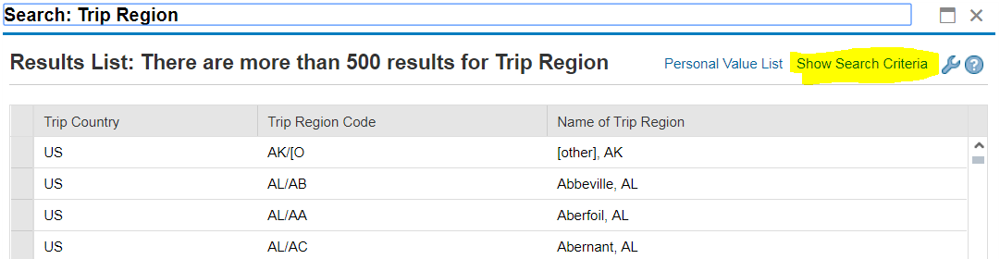 Search: Trip Region
Results List: There are more than 500 results for Trip Region
Personal Value List Show Search Criteria ?
Trip Country Trip Region Code Name of Trip Region
US AK/[O [other], AK
US AL/AB Abbeville, AL
US AL/AA Aberfoil, AL
US AL/AC Abernant, AL